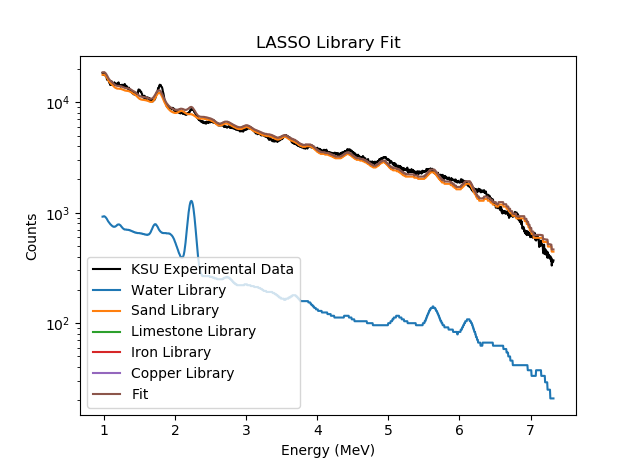 LASSO Library Fit
Counts
10^4
10^3
10^2
KSU Experimental Data
Water Library
Sand Library
Limestone Library
Iron Library
Copper Library
Fit
1 2 3 4 5 6 7
Energy (MeV)